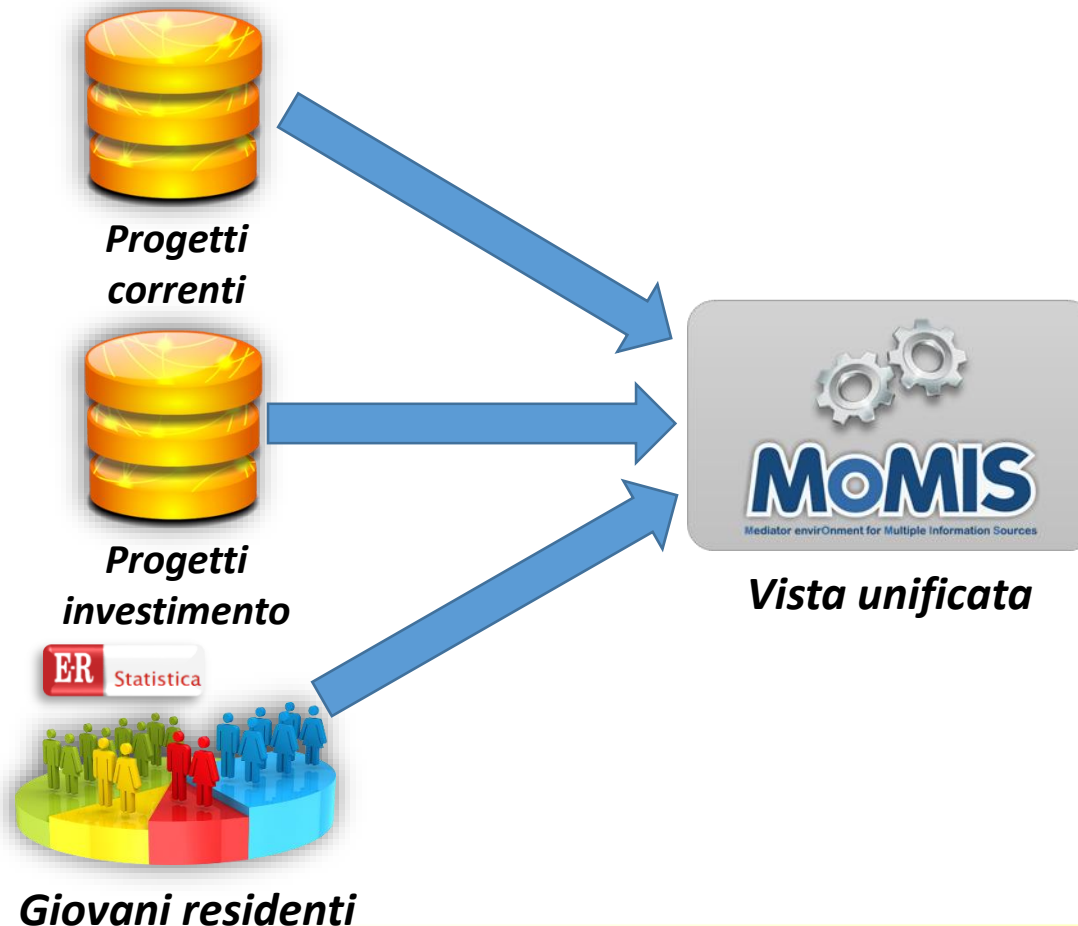 Progetti
correnti
Progetti
investimento
E·R Statistica
Giovani residenti
MOMIS
Mediator envirOnment for Multiple Information Sources
Vista unificata